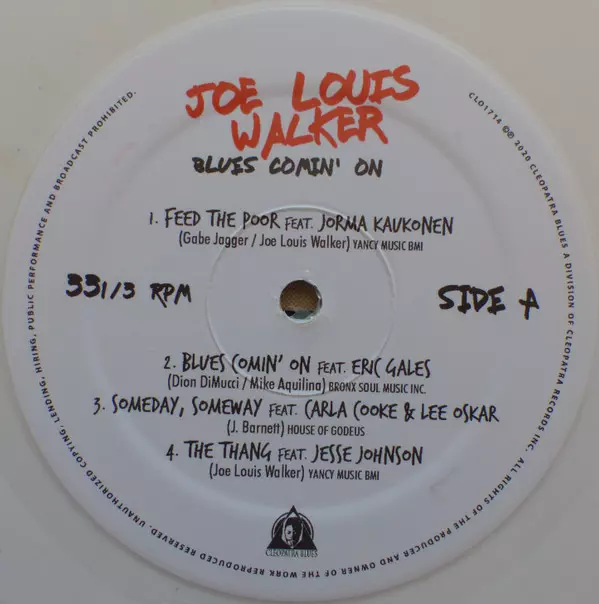 JOE LOUIS
WALKER
BLUES COMIN' ON
1. FEED THE POOR FEAT. JORMA KAUKONEN
(Gabe Jagger / Joe Louis Walker) YANCY MUSIC BMI
33 1/3 RPM
SIDE A
2. BLUES COMIN' ON FEAT. ERIC GALES
(Dion DiMucci / Mike Aquilina) BRONX SOUL MUSIC INC.
3. SOMEDAY, SOMEWAY FEAT. CARLA COOKE & LEE OSKAR
(J. Barnett) HOUSE OF GODEUS
4. THE THANG FEAT. JESSE JOHNSON
(Joe Louis Walker) YANCY MUSIC BMI
CLEOPATRA BLUES
CLO1714 ©℗ 2020 CLEOPATRA BLUES A DIVISION OF CLEOPATRA RECORDS INC. ALL RIGHTS OF THE PRODUCER AND OWNER OF THE WORK REPRODUCED RESERVED. UNAUTHORIZED COPYING, LENDING, HIRING, PUBLIC PERFORMANCE AND BROADCAST PROHIBITED.